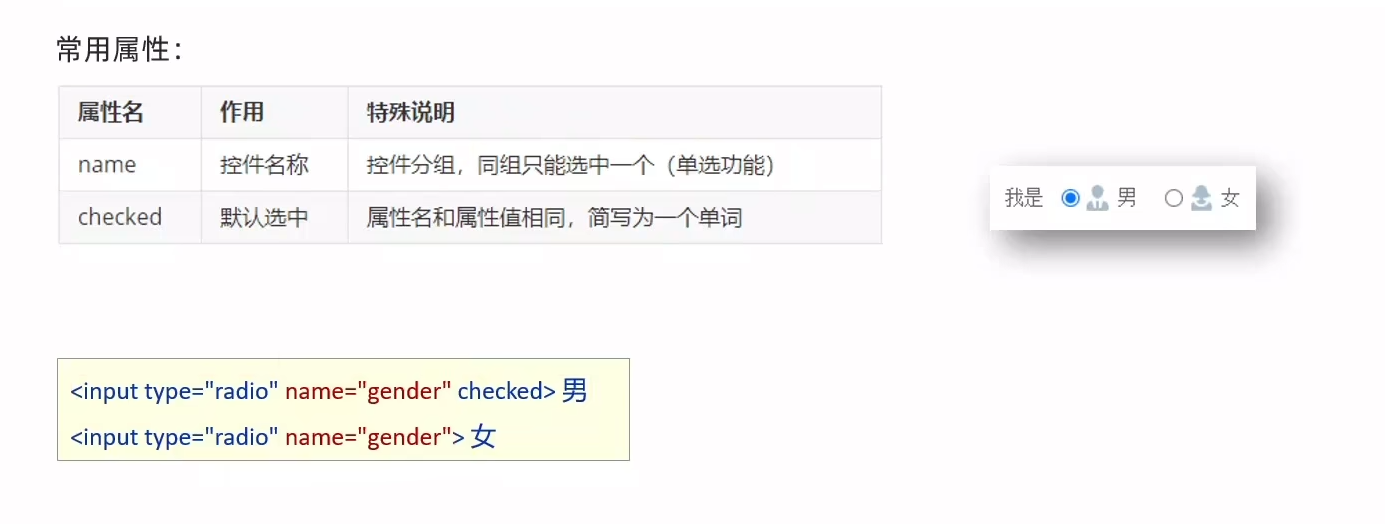 常用属性：
属性名 作用 特殊说明
name 控件名称 控件分组，同组只能选中一个（单选功能）
checked 默认选中 属性名和属性值相同，简写为一个单词
我是 男 女
<input type="radio" name="gender" checked> 男
<input type="radio" name="gender"> 女